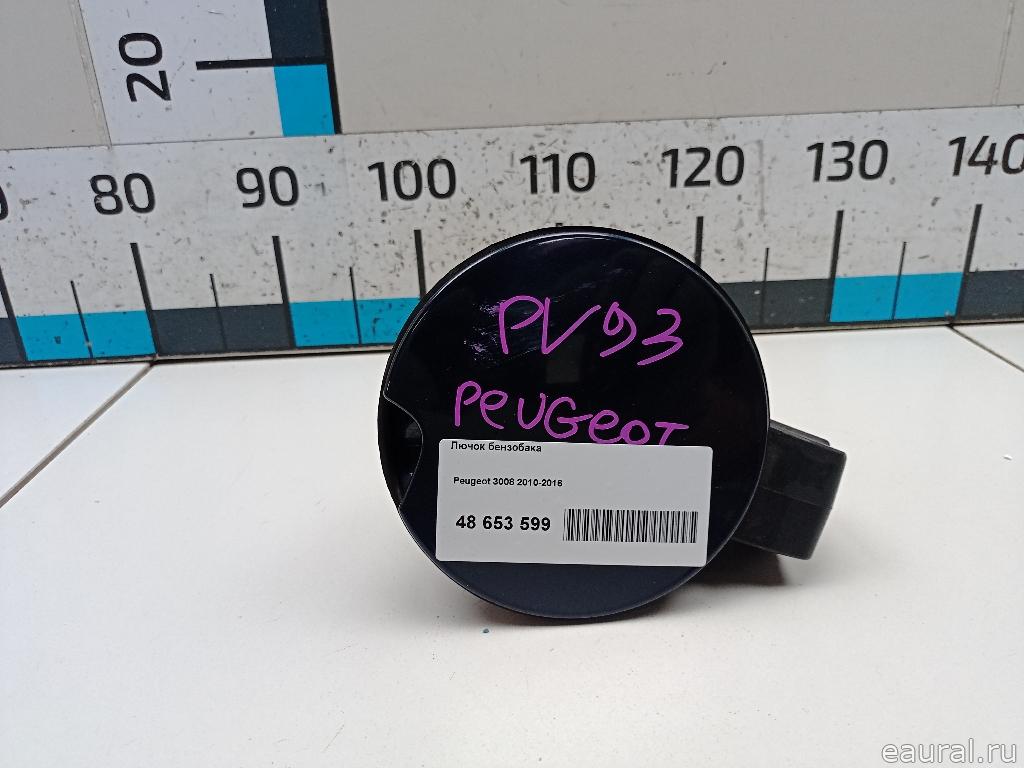 20
80 90 100 110 120 130 140
PV93
PEUGEOT
Лючок бензобака
Peugeot 3008 2010-2016
48 653 599
eaural.ru